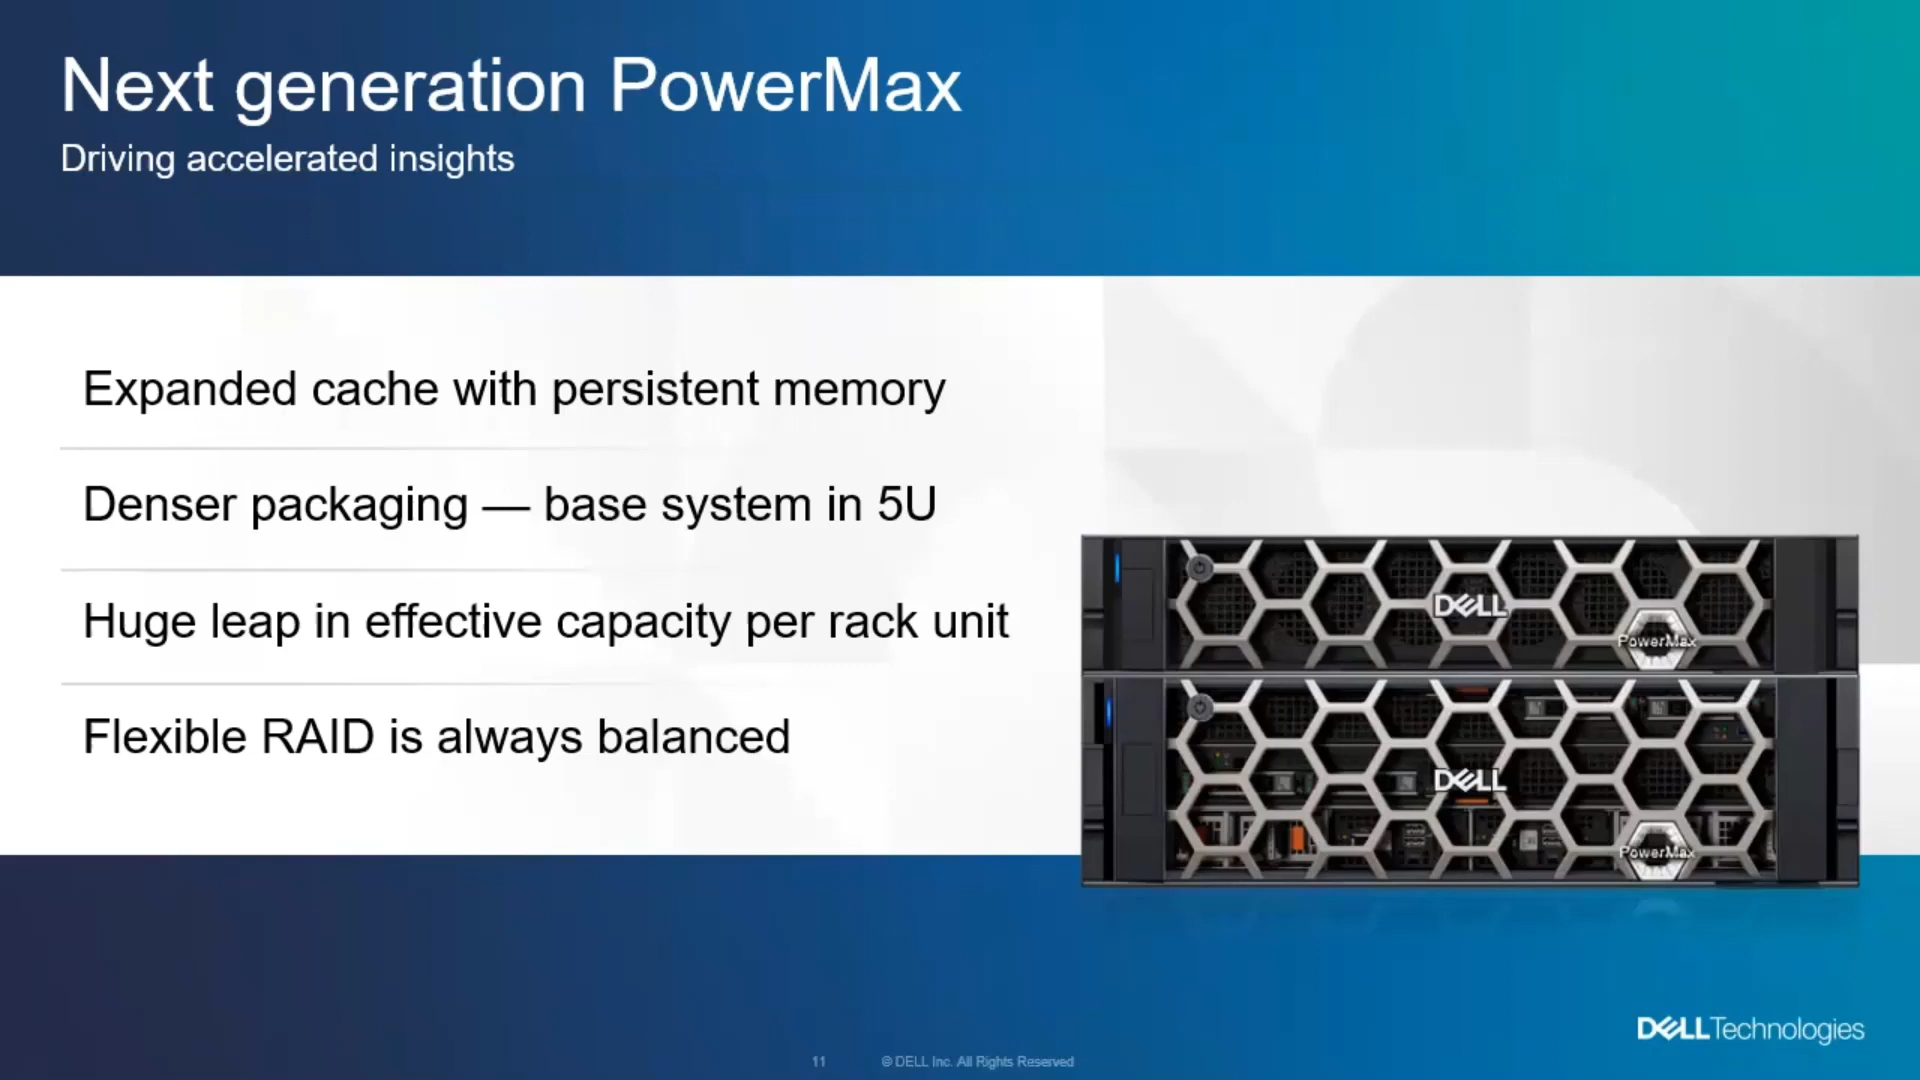 Next generation PowerMax
Driving accelerated insights
Expanded cache with persistent memory
Denser packaging — base system in 5U
Huge leap in effective capacity per rack unit
Flexible RAID is always balanced
DELL
PowerMax
DELL
PowerMax
DELLTechnologies
11 © DELL Inc. All Rights Reserved